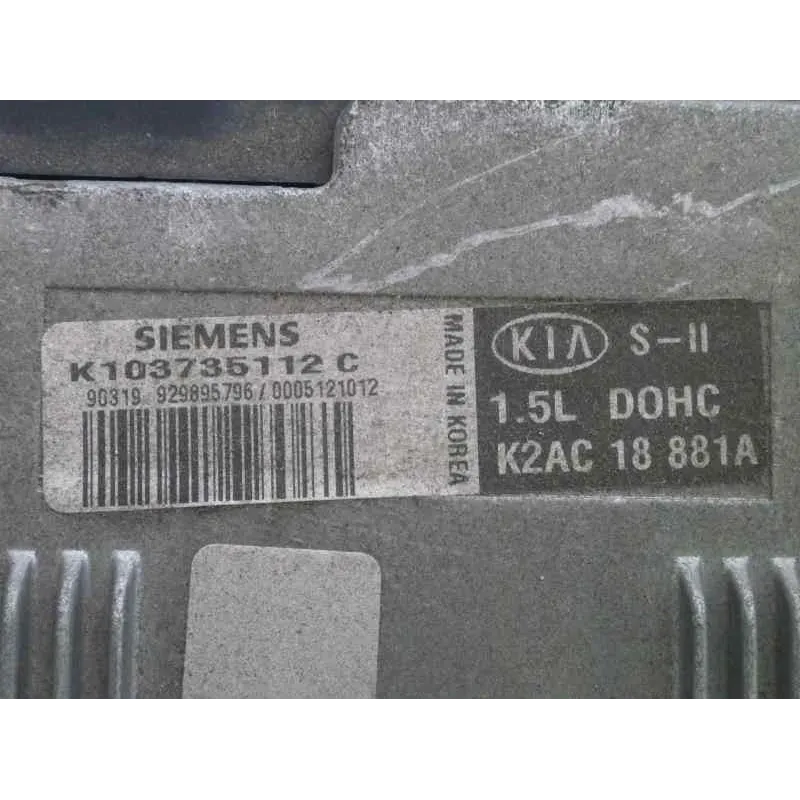 SIEMENS
K103735112 C
90319 929895796/0005121012
MADE IN KOREA
KIA S-II
1.5L DOHC
K2AC 18 881A